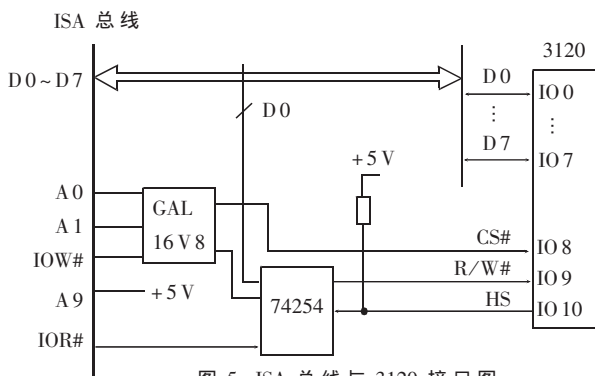 ISA 总线
3120
D0~D7
D0
D0
IO0
⋮
⋮
D7
IO7
+5V
A0
GAL
A1
16V8
CS#
IO8
IOW#
R/W#
IO9
A9
+5V
74254
HS
IO10
IOR#
图 5 ISA 总线与 3120 接口图